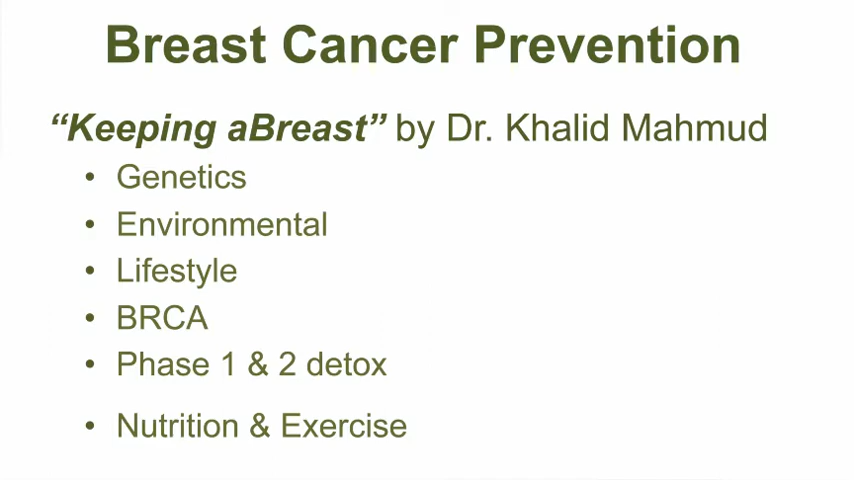 Breast Cancer Prevention
“Keeping aBreast” by Dr. Khalid Mahmud
• Genetics
• Environmental
• Lifestyle
• BRCA
• Phase 1 & 2 detox
• Nutrition & Exercise